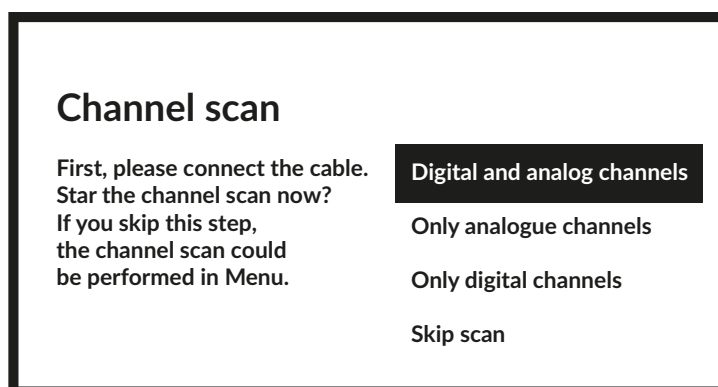 Channel scan
First, please connect the cable.
Star the channel scan now?
If you skip this step,
the channel scan could
be performed in Menu.
Digital and analog channels
Only analogue channels
Only digital channels
Skip scan